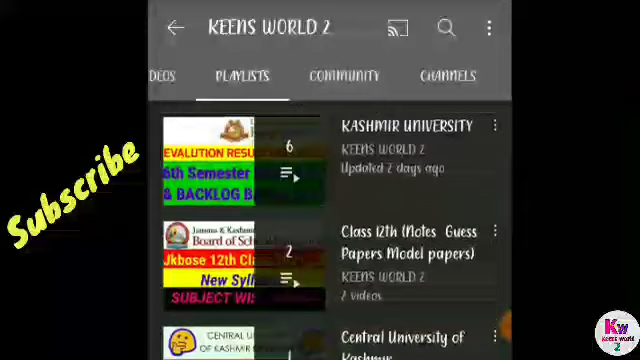 KEENS WORLD 2
PLAYLISTS
COMMUNITY
CHANNELS
Subscribe
6
EVALUTION RESU
6th Semester
& BACKLOG B
KASHMIR UNIVERSITY
KEENS WORLD 2
Updated 2 days ago
Jammu & Kashm
Board of Scho
2
Jkbose 12th Cl
New Syll
SUBJECT WIS
Class 12th (Notes Guess
Papers Model papers)
KEENS WORLD 2
2 videos
CENTRAL U
OF KASHM
1
Central University of
Kashmir
Kw
KEENS World
2